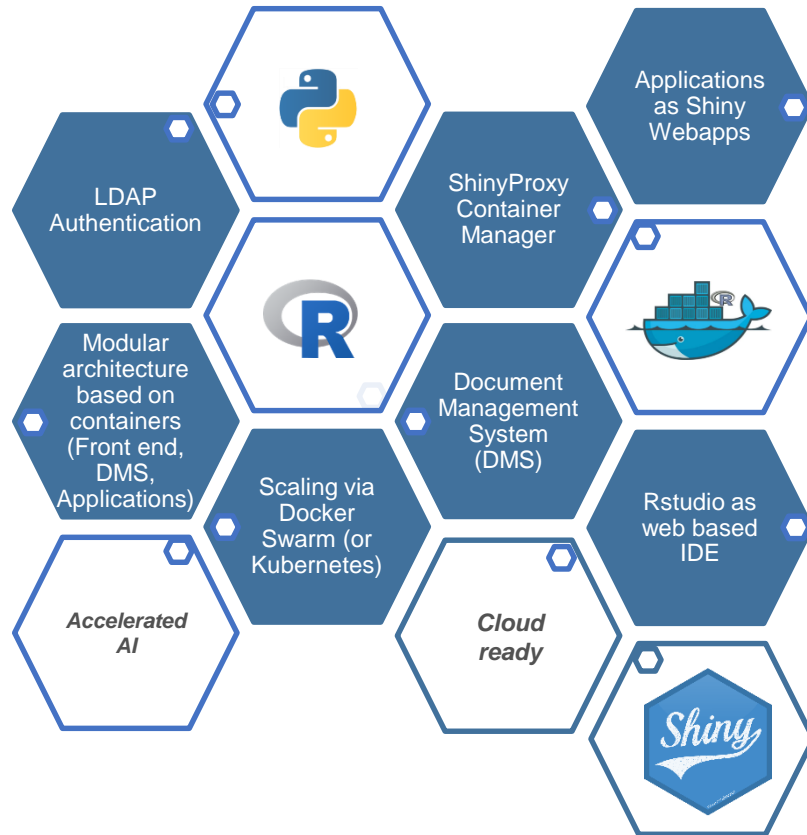 Applications
as Shiny
Webapps
LDAP
Authentication
ShinyProxy
Container
Manager
R
R
Modular
architecture
based on
containers
(Front end,
DMS,
Applications)
Document
Management
System
(DMS)
Scaling via
Docker
Swarm (or
Kubernetes)
Rstudio as
web based
IDE
Accelerated
AI
Cloud
ready
Shiny